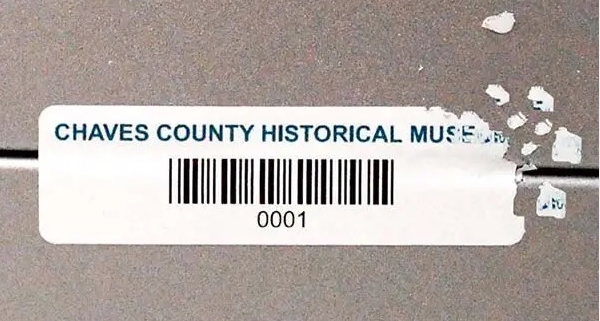 CHAVES COUNTY HISTORICAL MUSE
0001